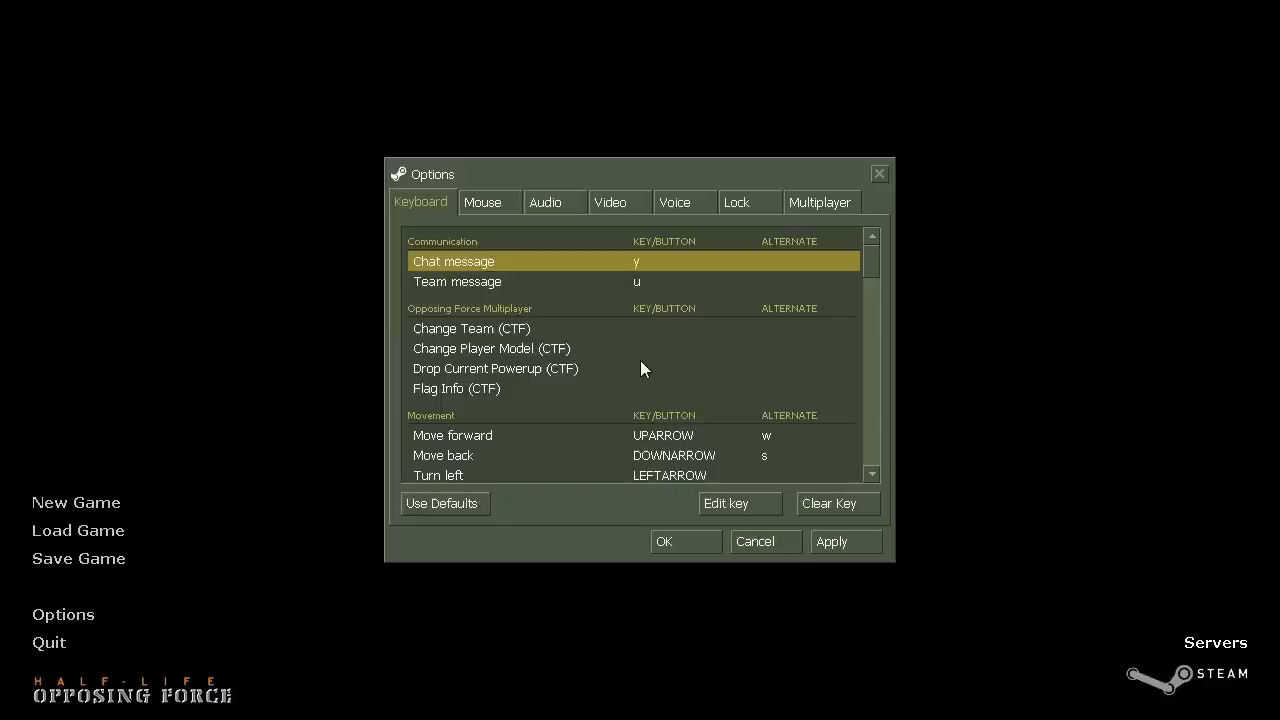 Options
Keyboard Mouse Audio Video Voice Lock Multiplayer
Communication KEY/BUTTON ALTERNATE
Chat message y
Team message u
Opposing Force Multiplayer KEY/BUTTON ALTERNATE
Change Team (CTF)
Change Player Model (CTF)
Drop Current Powerup (CTF)
Flag Info (CTF)
Movement KEY/BUTTON ALTERNATE
Move forward UPARROW w
Move back DOWNARROW s
Turn left LEFTARROW
Use Defaults Edit key Clear Key
OK Cancel Apply
New Game
Load Game
Save Game
Options
Quit
Servers
HALF-LIFE
OPPOSING FORCE
STEAM